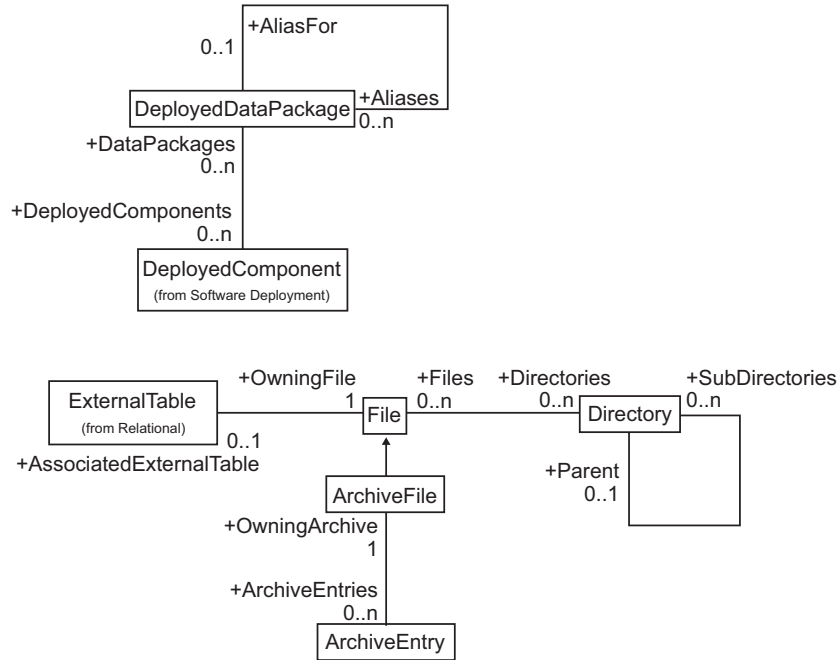 +AliasFor
0..1
DeployedDataPackage
+Aliases
0..n
+DataPackages
0..n
+DeployedComponents
0..n
DeployedComponent
(from Software Deployment)
+OwningFile
1
+Files
0..n
+Directories
0..n
+SubDirectories
0..n
ExternalTable
(from Relational)
File
Directory
0..1
+AssociatedExternalTable
+Parent
0..1
ArchiveFile
+OwningArchive
1
+ArchiveEntries
0..n
ArchiveEntry